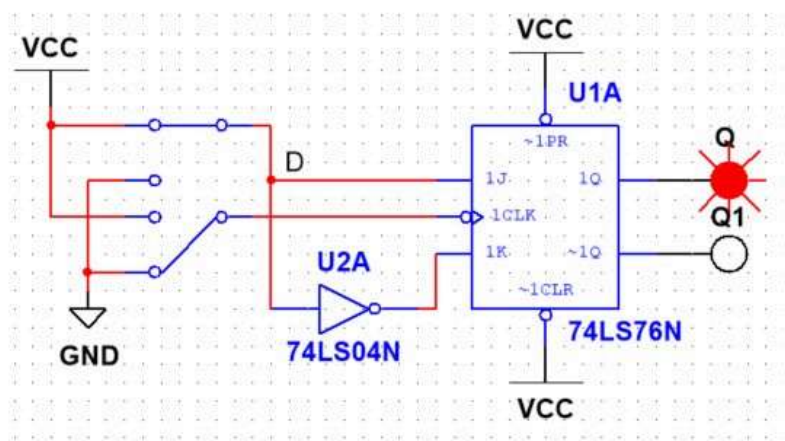 VCC
VCC
U1A
~1PR
Q
D
1J
1Q
Q1
1CLK
1K
~1Q
U2A
~1CLR
GND
74LS04N
74LS76N
VCC